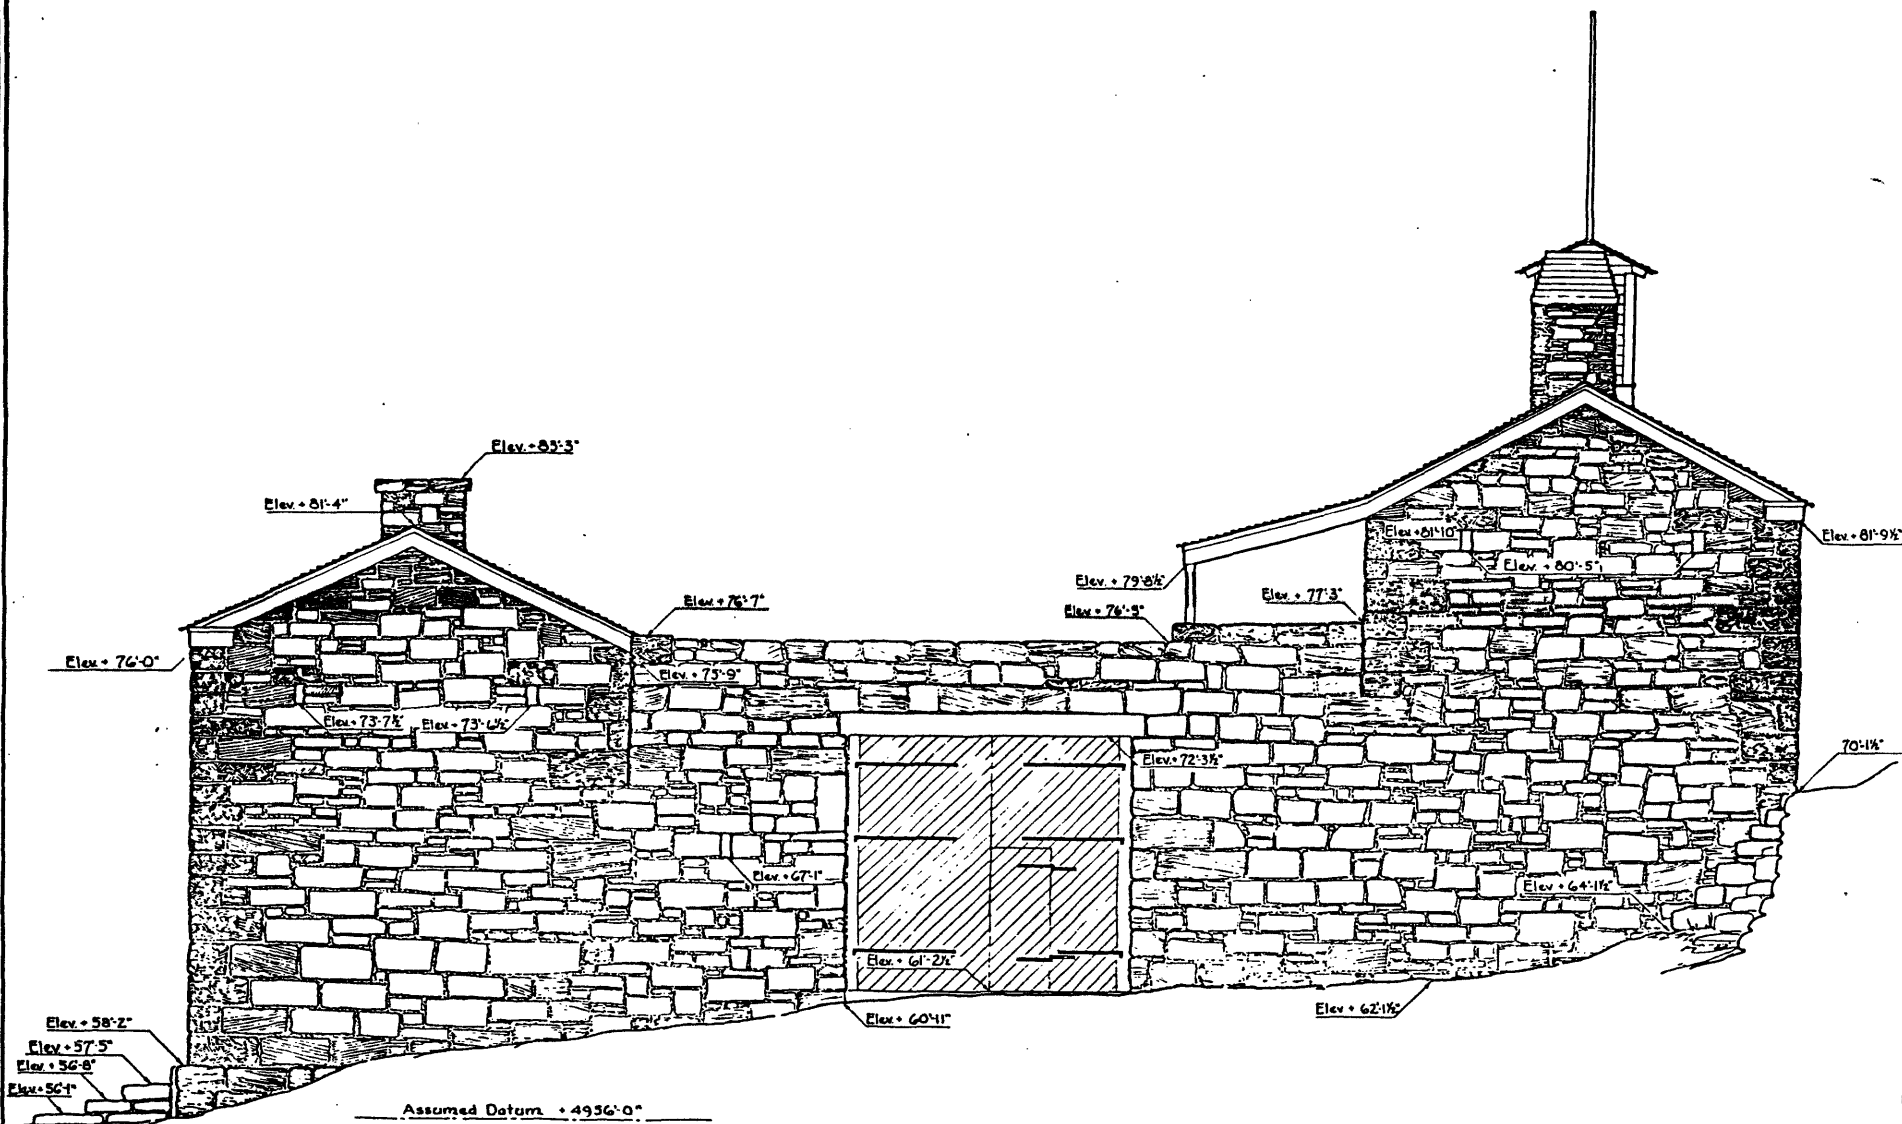 Elev. + 83'-3"
Elev. + 81'-4"
Elev. + 81'-10"
Elev. + 81'-9½"
Elev. + 80'-5"
Elev. + 79'-8½"
Elev. + 77'-3"
Elev. + 76'-7"
Elev. + 76'-9"
Elev. + 76'-0"
Elev. + 75'-9"
Elev. + 73'-7½"
Elev. + 73'-6½"
70'-1½"
Elev. + 72'-3½"
Elev. + 67'-1"
Elev. + 64'-1½"
Elev. + 61'-2½"
Elev. + 62'-1½"
Elev. + 60'-11"
Elev. + 58'-2"
Elev. + 57'-5"
Elev. + 56'-8"
Elev. + 56'-1"
Assumed Datum + 4956'-0"